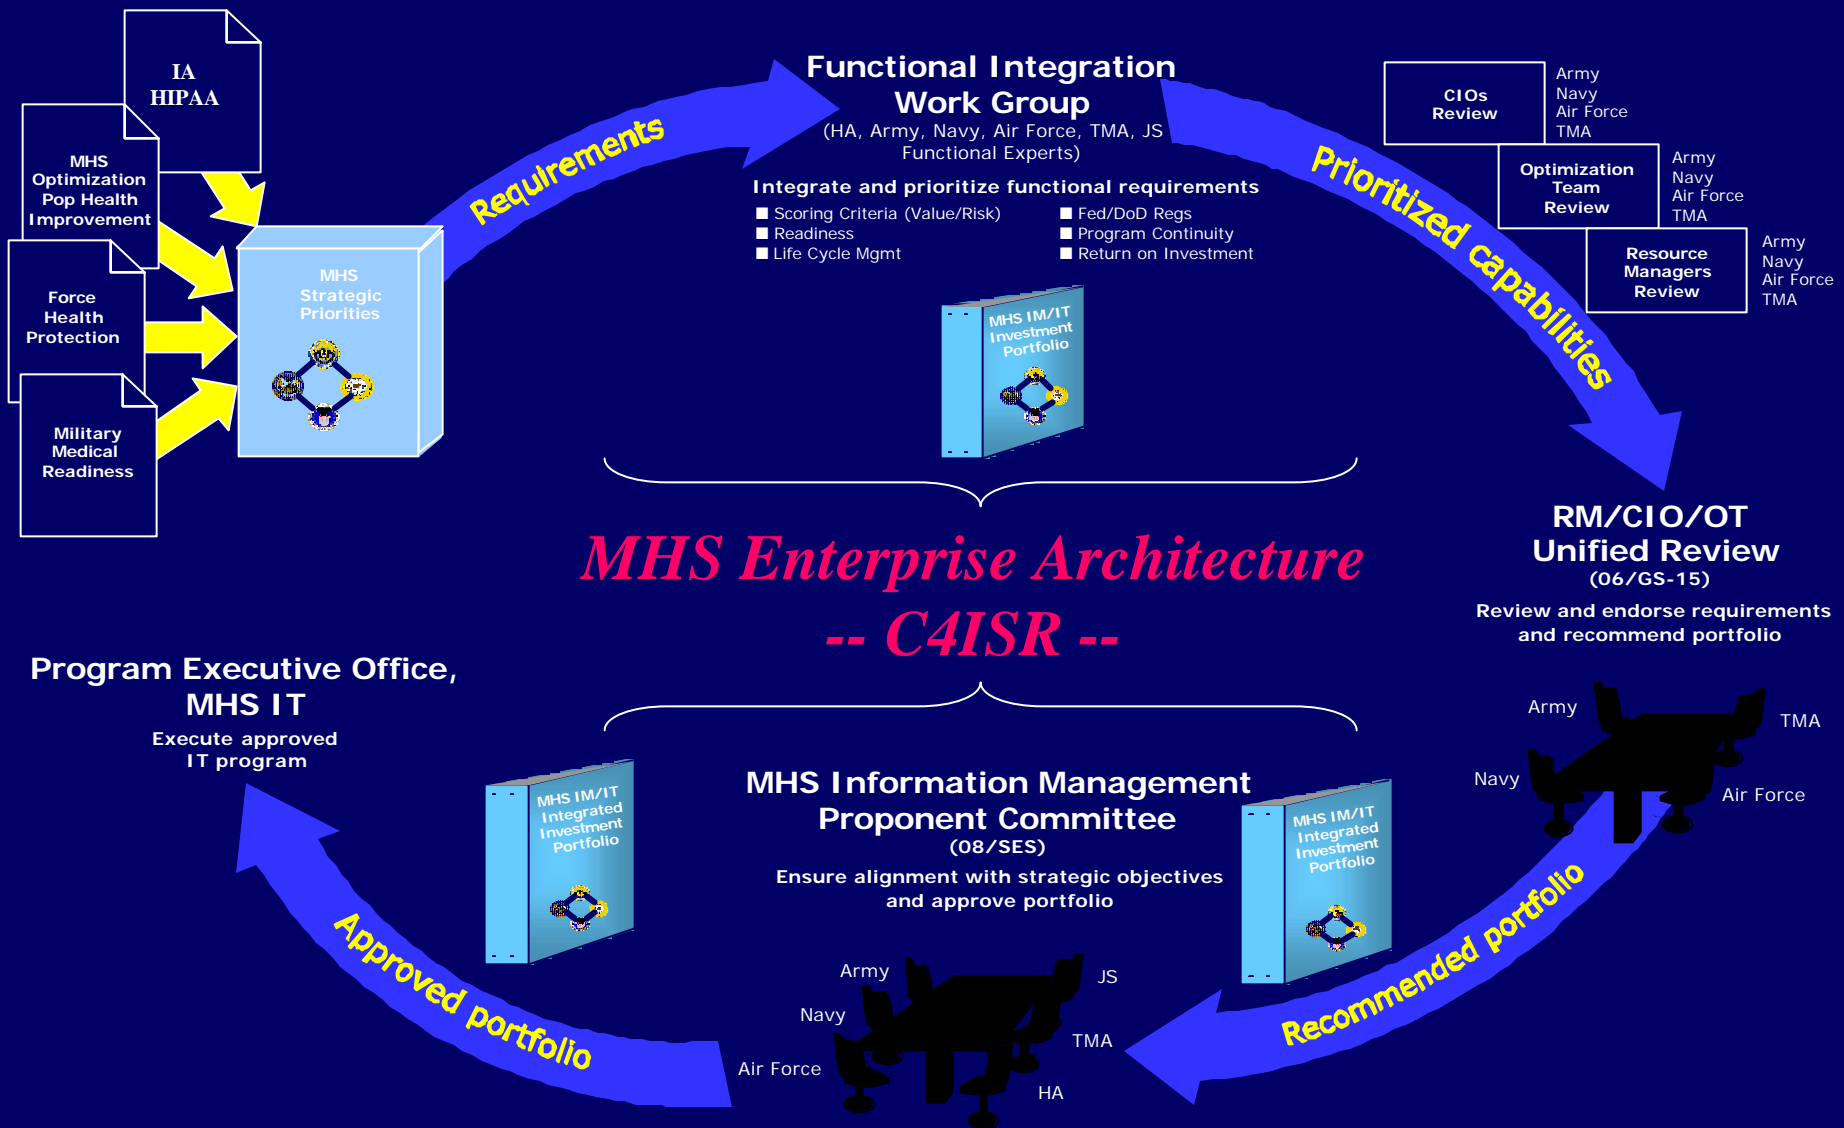 IA
HIPAA
MHS
Optimization
Pop Health
Improvement
Force
Health
Protection
Military
Medical
Readiness
MHS
Strategic
Priorities
Requirements
Functional Integration
Work Group
(HA, Army, Navy, Air Force, TMA, JS
Functional Experts)
Integrate and prioritize functional requirements
■ Scoring Criteria (Value/Risk)
■ Readiness
■ Life Cycle Mgmt
■ Fed/DoD Regs
■ Program Continuity
■ Return on Investment
MHS IM/IT
Investment
Portfolio
Prioritized capabilities
CIOs
Review
Army
Navy
Air Force
TMA
Optimization
Team
Review
Army
Navy
Air Force
TMA
Resource
Managers
Review
Army
Navy
Air Force
TMA
MHS Enterprise Architecture
-- C4ISR --
RM/CIO/OT
Unified Review
(06/GS-15)
Review and endorse requirements
and recommend portfolio
Army
TMA
Navy
Air Force
Recommended portfolio
MHS IM/IT
Integrated
Investment
Portfolio
MHS Information Management
Proponent Committee
(08/SES)
Ensure alignment with strategic objectives
and approve portfolio
Army
JS
Navy
TMA
Air Force
HA
MHS IM/IT
Integrated
Investment
Portfolio
Approved portfolio
Program Executive Office,
MHS IT
Execute approved
IT program